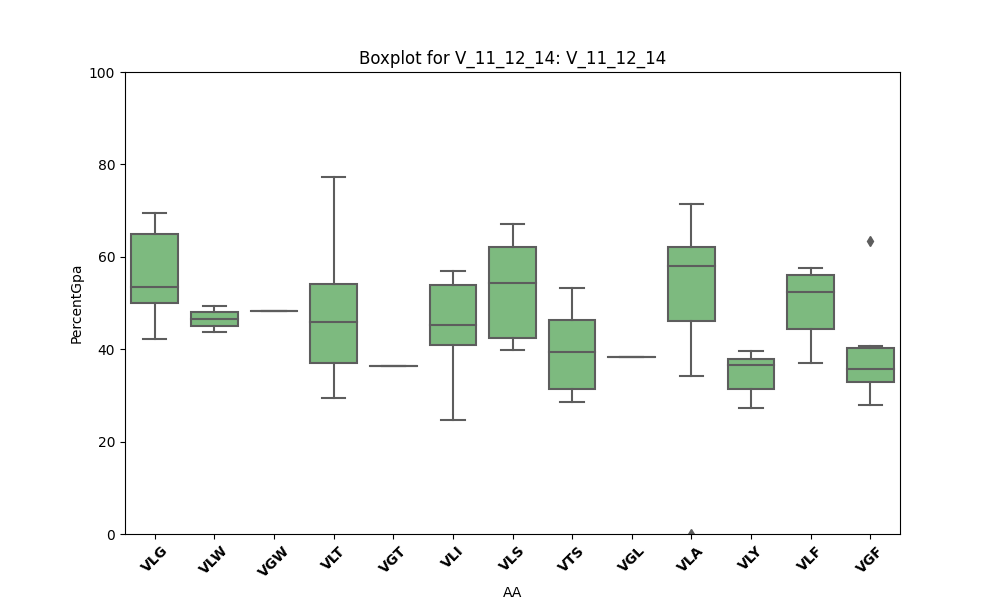 Boxplot for V_11_12_14: V_11_12_14
PercentGpa
100
80
60
40
20
0
VLG VLW VGW VLT VGT VLI VLS VTS VGL VLA VLY VLF VGF
AA